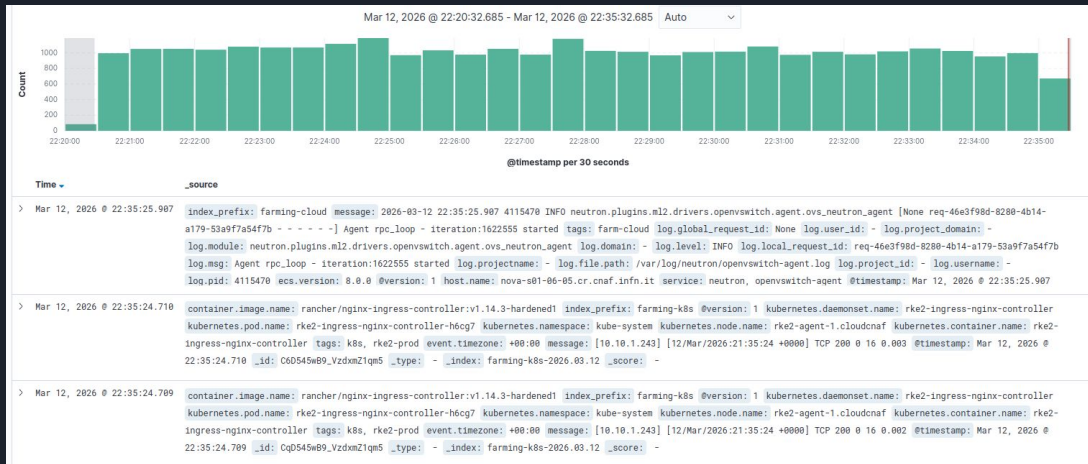 Mar 12, 2026 @ 22:20:32.685 - Mar 12, 2026 @ 22:35:32.685 Auto
Count
1000
800
600
400
200
0
22:20:00 22:21:00 22:22:00 22:23:00 22:24:00 22:25:00 22:26:00 22:27:00 22:28:00 22:29:00 22:30:00 22:31:00 22:32:00 22:33:00 22:34:00 22:35:00
@timestamp per 30 seconds
Time _source
Mar 12, 2026 @ 22:35:25.907 index_prefix: farming-cloud message: 2026-03-12 22:35:25.907 4115470 INFO neutron.plugins.ml2.drivers.openvswitch.agent.ovs_neutron_agent [None req-46e3f98d-8280-4b14-
a179-53a9f7a54f7b - - - - - -] Agent rpc_loop - iteration:1622555 started tags: farm-cloud log.global_request_id: None log.user_id: - log.project_domain: -
log.module: neutron.plugins.ml2.drivers.openvswitch.agent.ovs_neutron_agent log.domain: - log.level: INFO log.local_request_id: req-46e3f98d-8280-4b14-a179-53a9f7a54f7b
log.msg: Agent rpc_loop - iteration:1622555 started log.projectname: - log.file.path: /var/log/neutron/openvswitch-agent.log log.project_id: - log.username: -
log.pid: 4115470 ecs.version: 8.0.0 @version: 1 host.name: nova-s01-06-05.cr.cnaf.infn.it service: neutron, openvswitch-agent @timestamp: Mar 12, 2026 @ 22:35:25.907
Mar 12, 2026 @ 22:35:24.710 container.image.name: rancher/nginx-ingress-controller:v1.14.3-hardened1 index_prefix: farming-k8s @version: 1 kubernetes.daemonset.name: rke2-ingress-nginx-controller
kubernetes.pod.name: rke2-ingress-nginx-controller-h6cg7 kubernetes.namespace: kube-system kubernetes.node.name: rke2-agent-1.cloudcnaf kubernetes.container.name: rke2-
ingress-nginx-controller tags: k8s, rke2-prod event.timezone: +00:00 message: [10.10.1.243] [12/Mar/2026:21:35:24 +0000] TCP 200 0 16 0.003 @timestamp: Mar 12, 2026 @
22:35:24.710 _id: C6D545wB9_VzdxmZ1qm5 _type: - _index: farming-k8s-2026.03.12 _score: -
Mar 12, 2026 @ 22:35:24.709 container.image.name: rancher/nginx-ingress-controller:v1.14.3-hardened1 index_prefix: farming-k8s @version: 1 kubernetes.daemonset.name: rke2-ingress-nginx-controller
kubernetes.pod.name: rke2-ingress-nginx-controller-h6cg7 kubernetes.namespace: kube-system kubernetes.node.name: rke2-agent-1.cloudcnaf kubernetes.container.name: rke2-
ingress-nginx-controller tags: k8s, rke2-prod event.timezone: +00:00 message: [10.10.1.243] [12/Mar/2026:21:35:24 +0000] TCP 200 0 16 0.002 @timestamp: Mar 12, 2026 @
22:35:24.709 _id: CqD545wB9_VzdxmZ1qm5 _type: - _index: farming-k8s-2026.03.12 _score: -